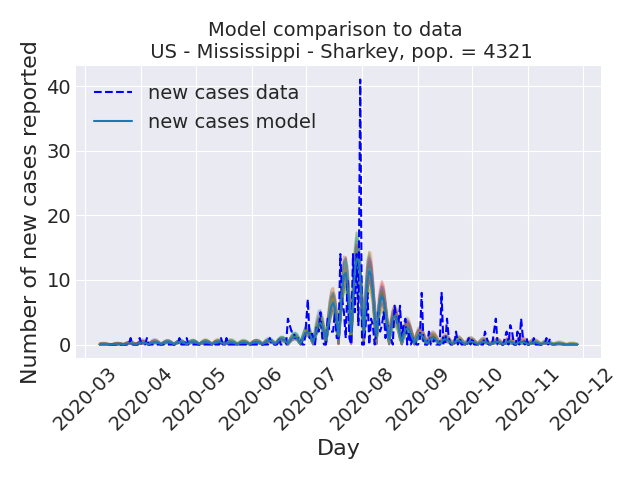 Model comparison to data
US - Mississippi - Sharkey, pop. = 4321
Number of new cases reported
40
30
20
10
0
new cases data
new cases model
2020-03
2020-04
2020-05
2020-06
2020-07
2020-08
2020-09
2020-10
2020-11
2020-12
Day